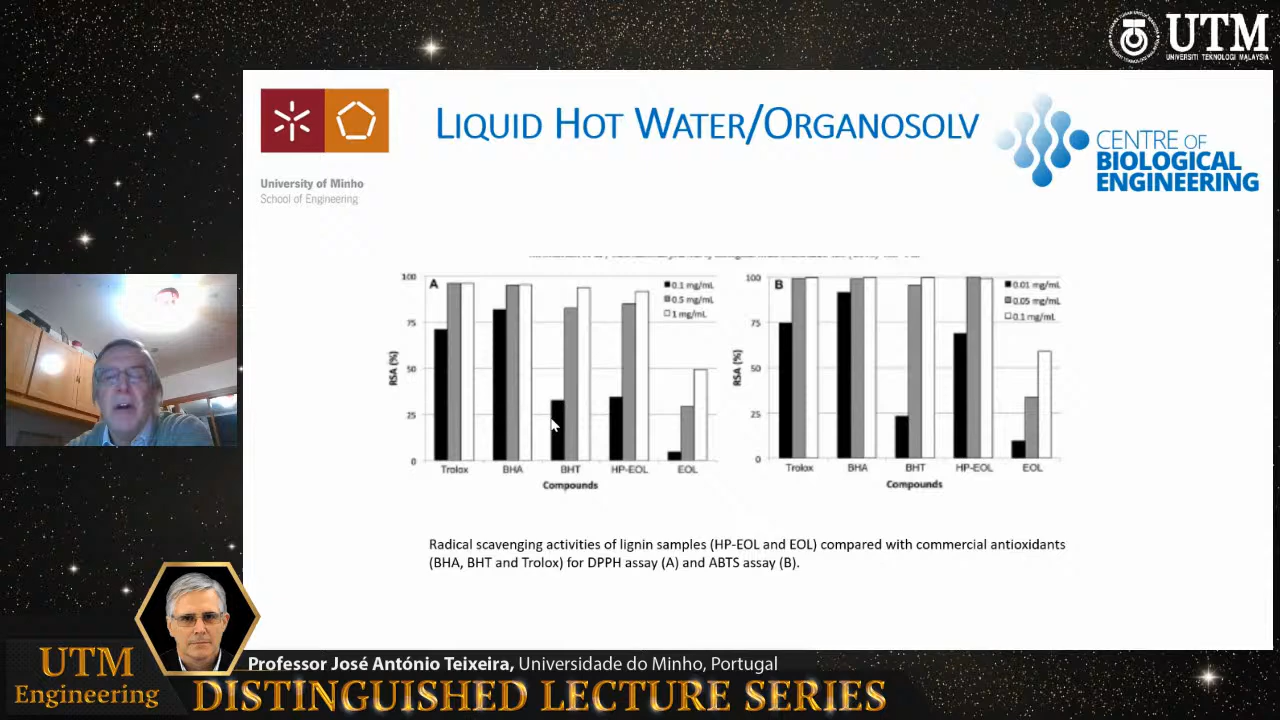 UTM
UNIVERSITI TEKNOLOGI MALAYSIA
LIQUID HOT WATER/ORGANOSOLV
CENTRE OF
BIOLOGICAL
ENGINEERING
University of Minho
School of Engineering
A
100
75
50
25
0
RSA (%)
0.1 mg/mL
0.5 mg/mL
1 mg/mL
Trolox BHA BHT HP-EOL EOL
Compounds
B
100
75
50
25
0
RSA (%)
0.01 mg/mL
0.05 mg/mL
0.1 mg/mL
Trolox BHA BHT HP-EOL EOL
Compounds
Radical scavenging activities of lignin samples (HP-EOL and EOL) compared with commercial antioxidants
(BHA, BHT and Trolox) for DPPH assay (A) and ABTS assay (B).
UTM
Engineering
Professor José António Teixeira, Universidade do Minho, Portugal
DISTINGUISHED LECTURE SERIES